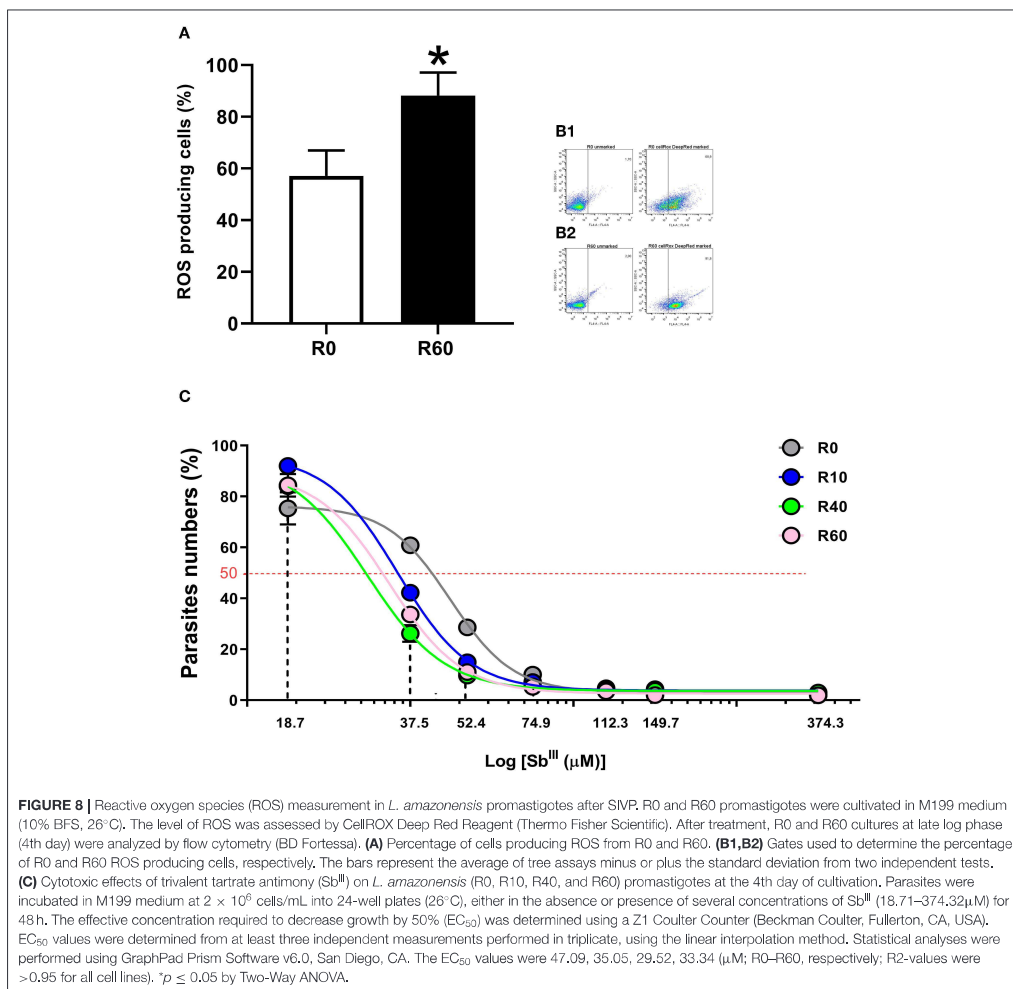 A
*
ROS producing cells (%)
100
80
60
40
20
0
R0
R60
B1
R0 unmarked
R0 cellRox DeepRed marked
B2
R60 unmarked
R60 cellRox DeepRed marked
C
Parasites numbers (%)
100
80
60
50
40
20
0
R0
R10
R40
R60
18.7
37.5
52.4
74.9
112.3
149.7
374.3
Log [Sb^III (μM)]
FIGURE 8 | Reactive oxygen species (ROS) measurement in L. amazonensis promastigotes after SIVP. R0 and R60 promastigotes were cultivated in M199 medium
(10% BFS, 26°C). The level of ROS was assessed by CellROX Deep Red Reagent (Thermo Fisher Scientific). After treatment, R0 and R60 cultures at late log phase
(4th day) were analyzed by flow cytometry (BD Fortessa). (A) Percentage of cells producing ROS from R0 and R60. (B1,B2) Gates used to determine the percentage
of R0 and R60 ROS producing cells, respectively. The bars represent the average of tree assays minus or plus the standard deviation from two independent tests.
(C) Cytotoxic effects of trivalent tartrate antimony (Sb^III) on L. amazonensis (R0, R10, R40, and R60) promastigotes at the 4th day of cultivation. Parasites were
incubated in M199 medium at 2 × 10⁶ cells/mL into 24-well plates (26°C), either in the absence or presence of several concentrations of Sb^III (18.71–374.32μM) for
48 h. The effective concentration required to decrease growth by 50% (EC₅₀) was determined using a Z1 Coulter Counter (Beckman Coulter, Fullerton, CA, USA).
EC₅₀ values were determined from at least three independent measurements performed in triplicate, using the linear interpolation method. Statistical analyses were
performed using GraphPad Prism Software v6.0, San Diego, CA. The EC₅₀ values were 47.09, 35.05, 29.52, 33.34 (μM; R0–R60, respectively; R2-values were
>0.95 for all cell lines). *p ≤ 0.05 by Two-Way ANOVA.